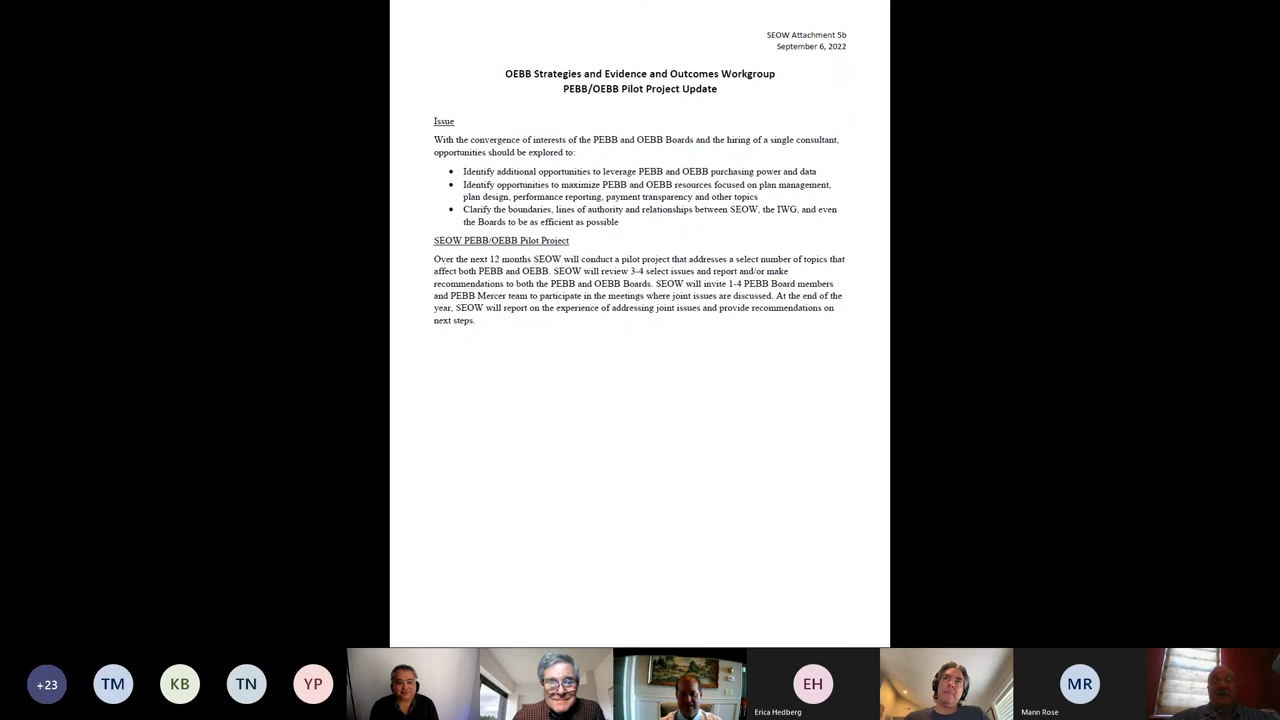 SEOW Attachment 5b
September 6, 2022
OEBB Strategies and Evidence and Outcomes Workgroup
PEBB/OEBB Pilot Project Update
Issue
With the convergence of interests of the PEBB and OEBB Boards and the hiring of a single consultant,
opportunities should be explored to:
• Identify additional opportunities to leverage PEBB and OEBB purchasing power and data
• Identify opportunities to maximize PEBB and OEBB resources focused on plan management,
plan design, performance reporting, payment transparency and other topics
• Clarify the boundaries, lines of authority and relationships between SEOW, the IWG, and even
the Boards to be as efficient as possible
SEOW PEBB/OEBB Pilot Project
Over the next 12 months SEOW will conduct a pilot project that addresses a select number of topics that
affect both PEBB and OEBB. SEOW will review 3-4 select issues and report and/or make
recommendations to both the PEBB and OEBB Boards. SEOW will invite 1-4 PEBB Board members
and PEBB Mercer team to participate in the meetings where joint issues are discussed. At the end of the
year, SEOW will report on the experience of addressing joint issues and provide recommendations on
next steps.
+23
TM
KB
TN
YP
EH
Erica Hedberg
MR
Mann Rose